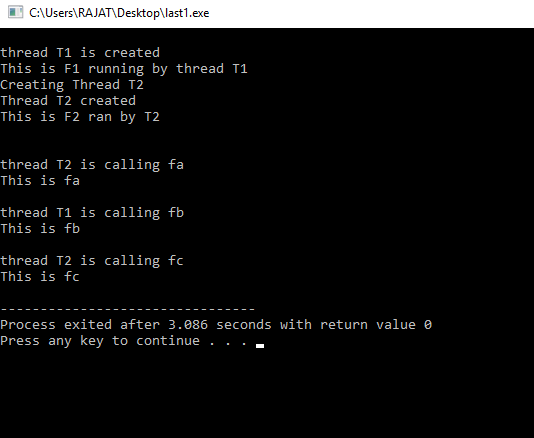 C:\Users\RAJAT\Desktop\last1.exe
thread T1 is created
This is F1 running by thread T1
Creating Thread T2
Thread T2 created
This is F2 ran by T2
thread T2 is calling fa
This is fa
thread T1 is calling fb
This is fb
thread T2 is calling fc
This is fc
--------------------------------
Process exited after 3.086 seconds with return value 0
Press any key to continue . . .